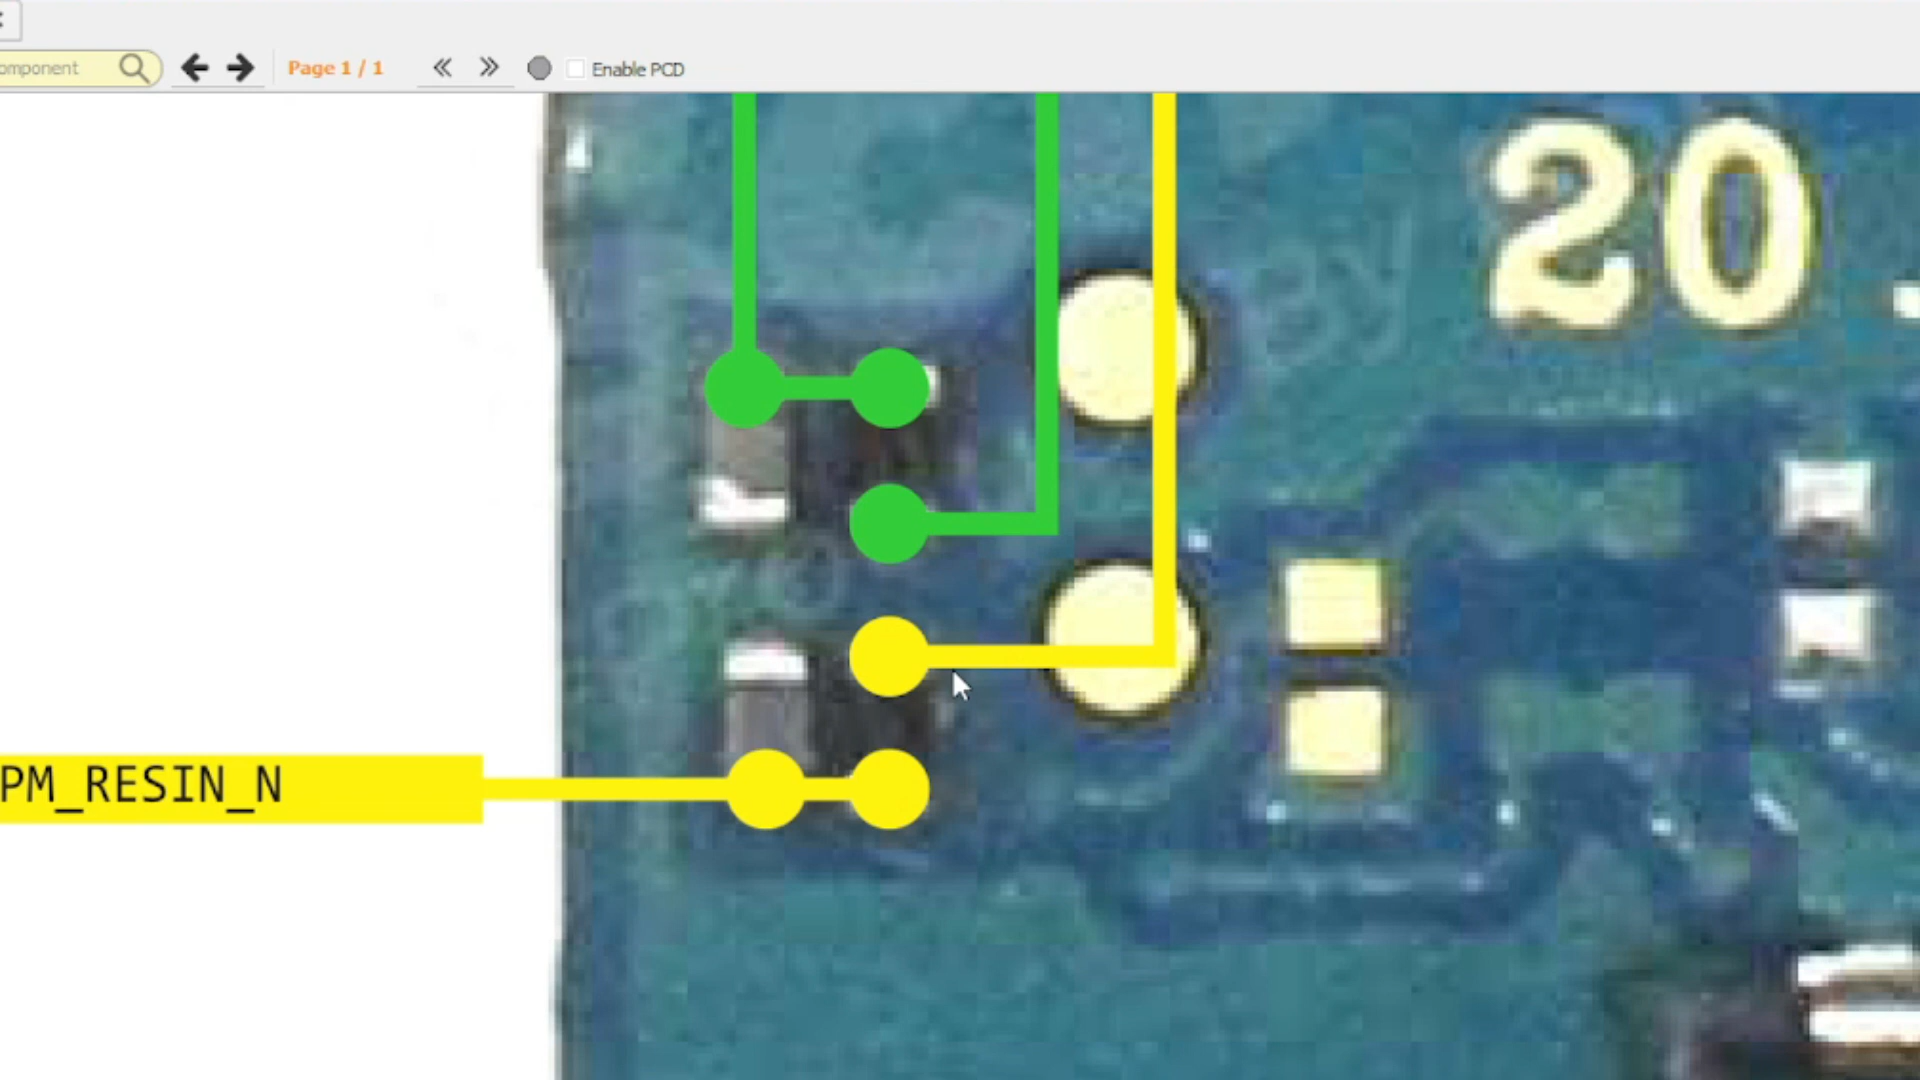 omponent
Page 1 / 1
Enable PCD
20.
PM_RESIN_N